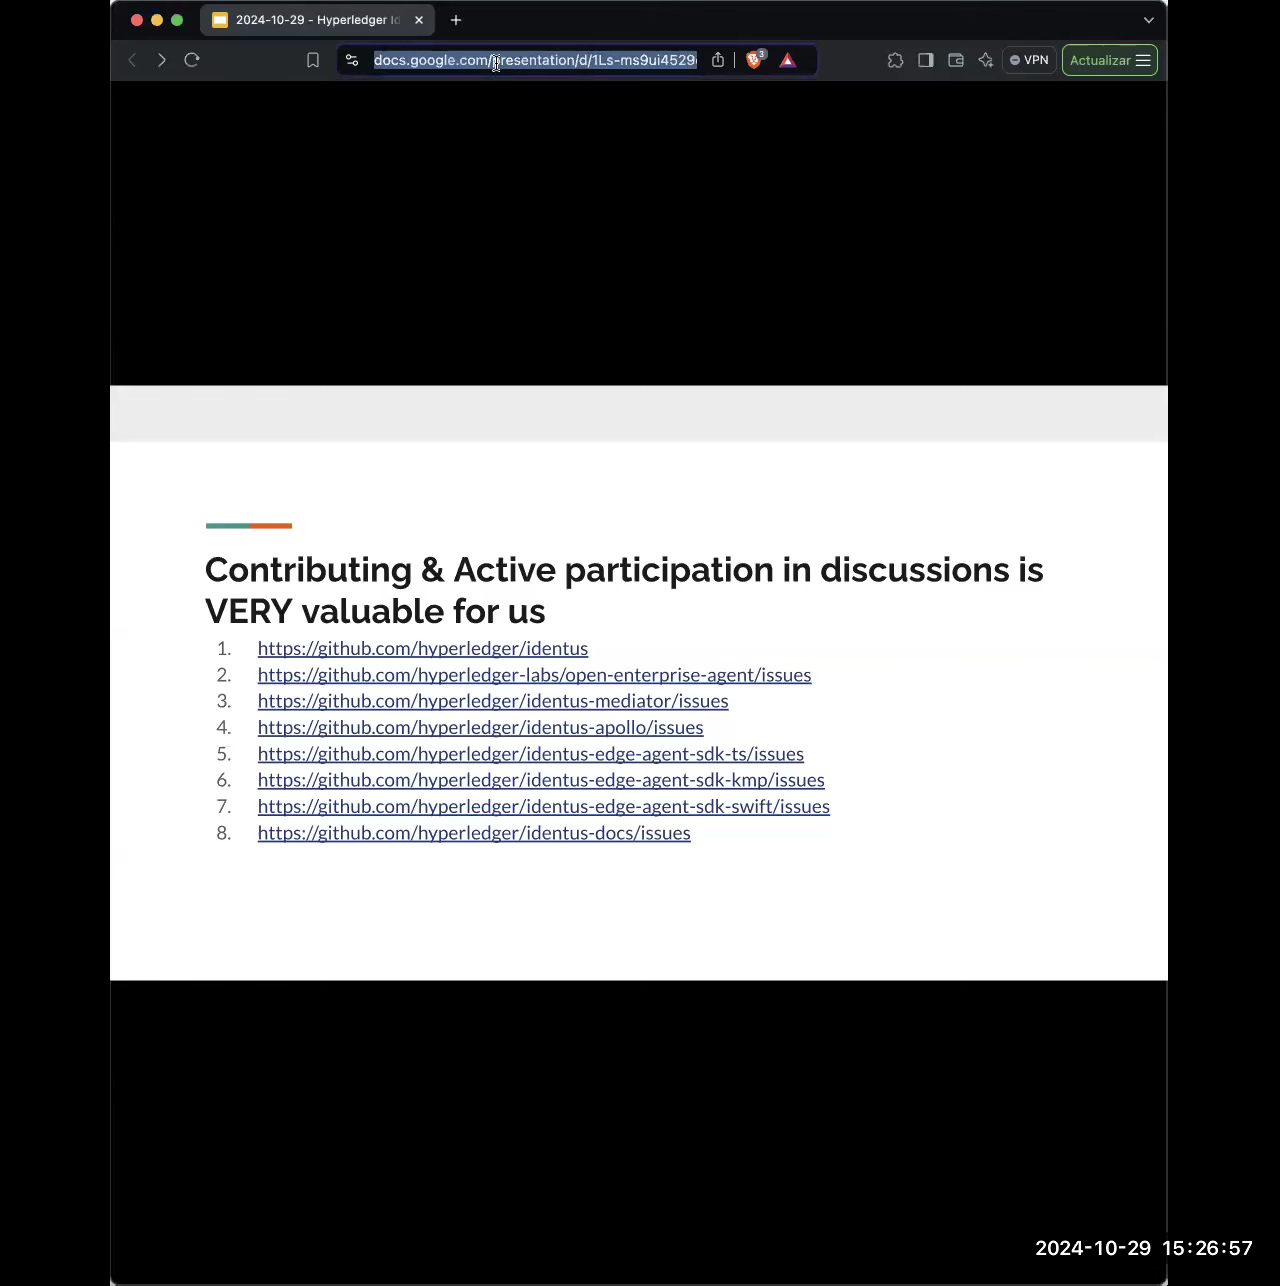 2024-10-29 - Hyperledger Id
docs.google.com/presentation/d/1Ls-ms9ui4529
3
VPN
Actualizar
Contributing & Active participation in discussions is
VERY valuable for us
1. https://github.com/hyperledger/identus
2. https://github.com/hyperledger-labs/open-enterprise-agent/issues
3. https://github.com/hyperledger/identus-mediator/issues
4. https://github.com/hyperledger/identus-apollo/issues
5. https://github.com/hyperledger/identus-edge-agent-sdk-ts/issues
6. https://github.com/hyperledger/identus-edge-agent-sdk-kmp/issues
7. https://github.com/hyperledger/identus-edge-agent-sdk-swift/issues
8. https://github.com/hyperledger/identus-docs/issues
2024-10-29 15:26:57